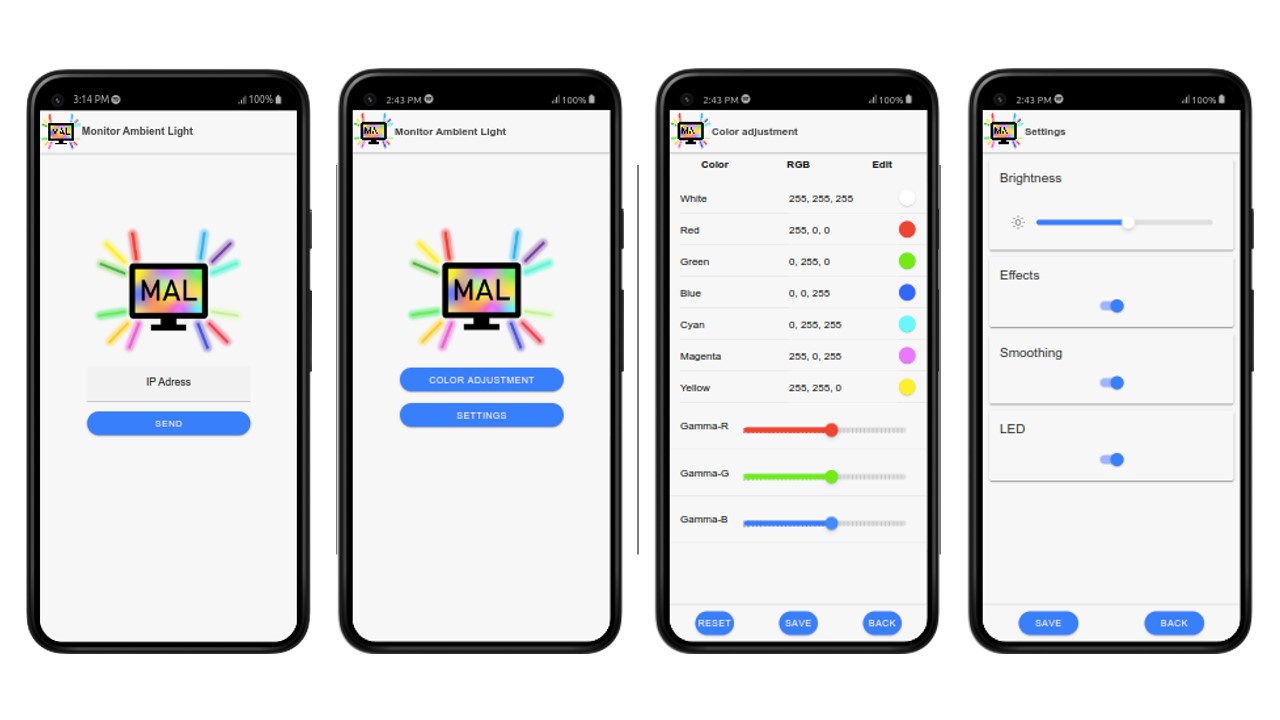 3:14 PM
100%
MAL
Monitor Ambient Light
MAL
IP Adress
SEND
2:43 PM
100%
MAL
Monitor Ambient Light
MAL
COLOR ADJUSTMENT
SETTINGS
2:43 PM
100%
MAL
Color adjustment
Color RGB Edit
White 255, 255, 255
Red 255, 0, 0
Green 0, 255, 0
Blue 0, 0, 255
Cyan 0, 255, 255
Magenta 255, 0, 255
Yellow 255, 255, 0
Gamma-R
Gamma-G
Gamma-B
RESET SAVE BACK
2:43 PM
100%
MAL
Settings
Brightness
Effects
Smoothing
LED
SAVE BACK